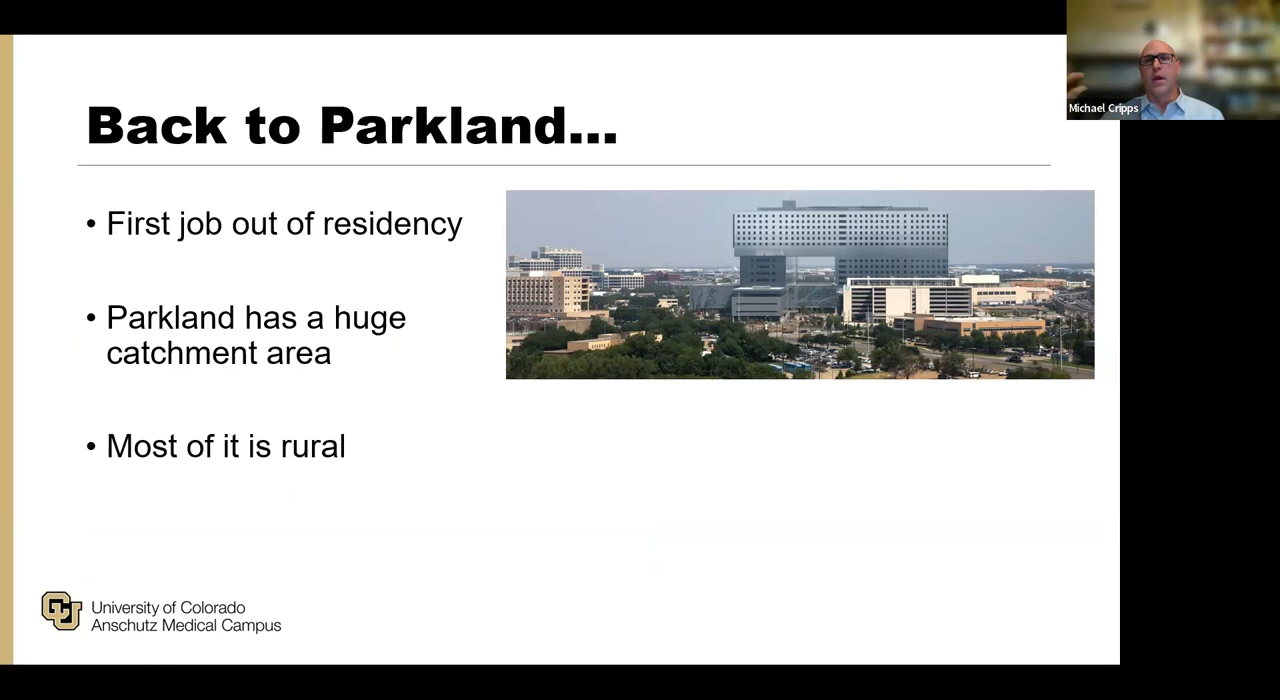 Back to Parkland...
• First job out of residency
• Parkland has a huge
catchment area
• Most of it is rural
University of Colorado
Anschutz Medical Campus
Michael Cripps